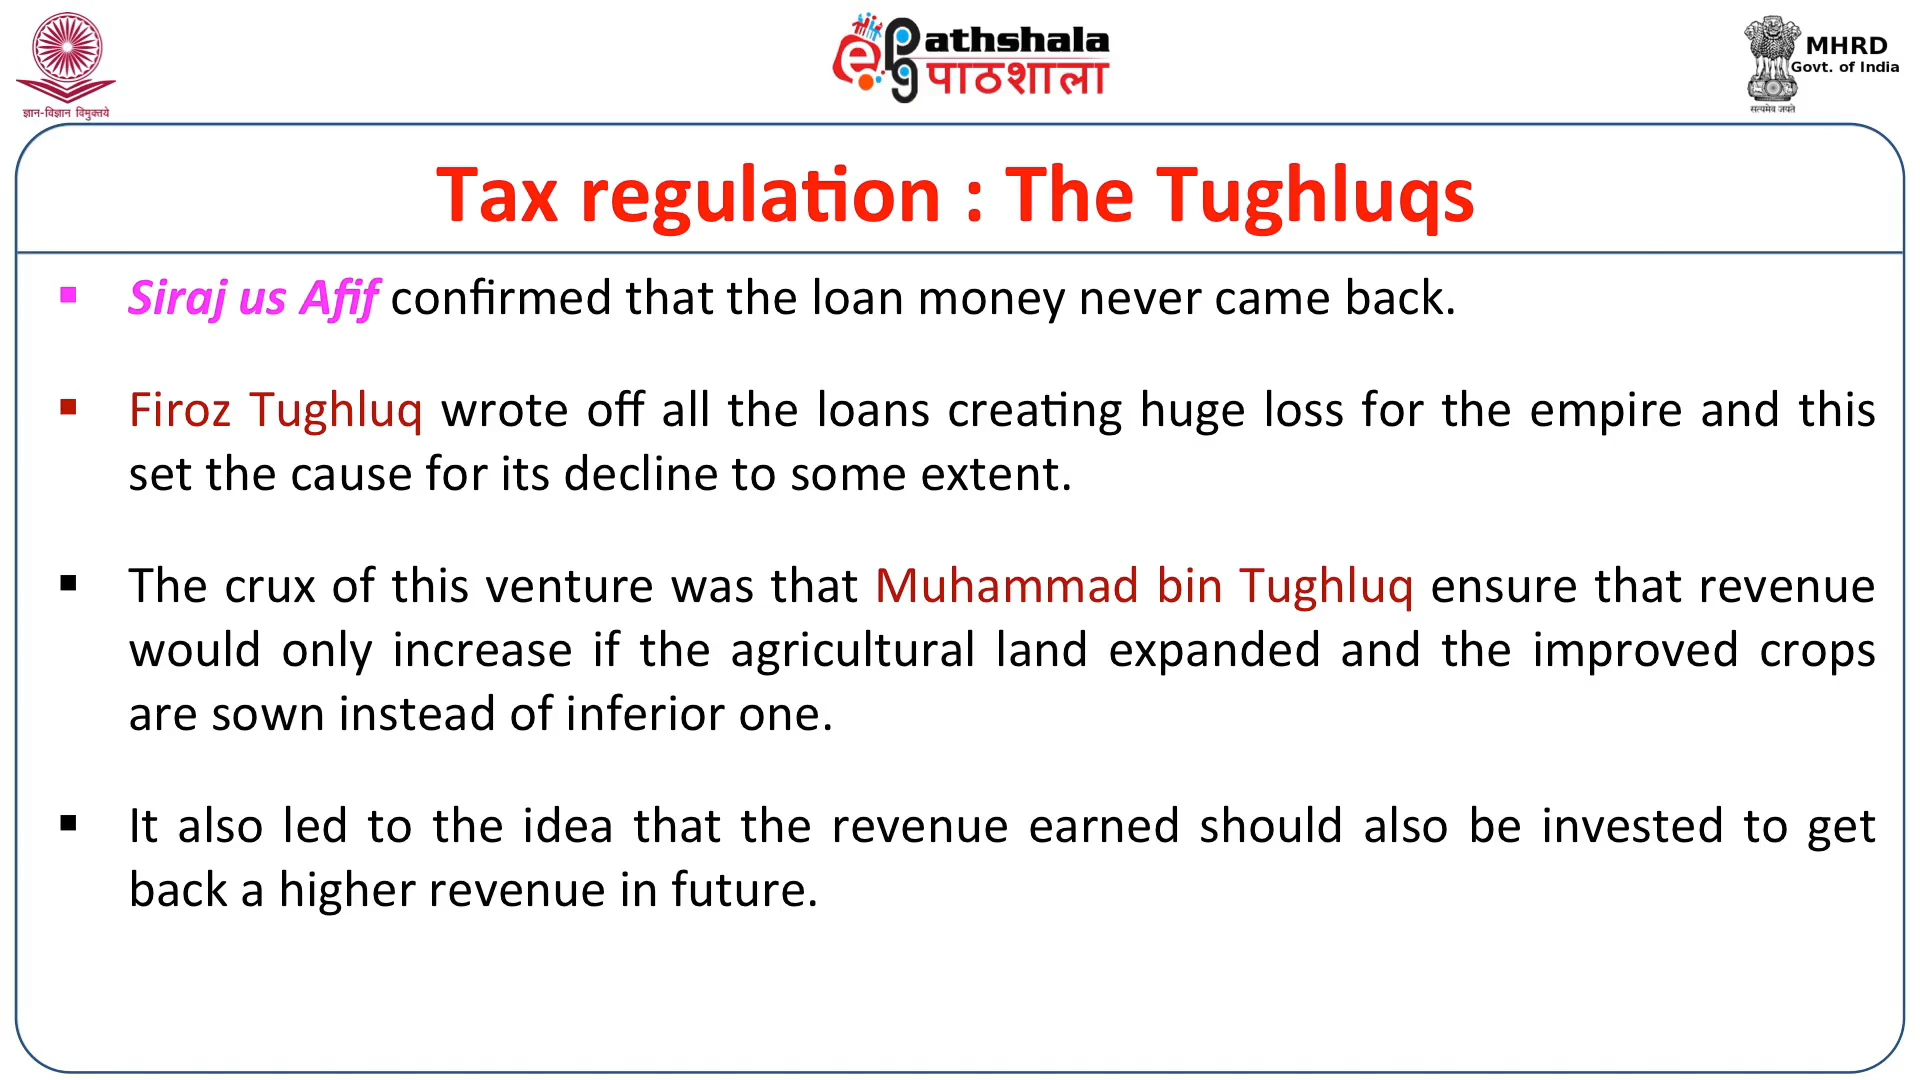 ज्ञान-विज्ञान विमुक्तये
ePathshala
पाठशाला
MHRD
Govt. of India
सत्यमेव जयते
Tax regulation : The Tughluqs
▪ Siraj us Afif confirmed that the loan money never came back.
▪ Firoz Tughluq wrote off all the loans creating huge loss for the empire and this
set the cause for its decline to some extent.
▪ The crux of this venture was that Muhammad bin Tughluq ensure that revenue
would only increase if the agricultural land expanded and the improved crops
are sown instead of inferior one.
▪ It also led to the idea that the revenue earned should also be invested to get
back a higher revenue in future.